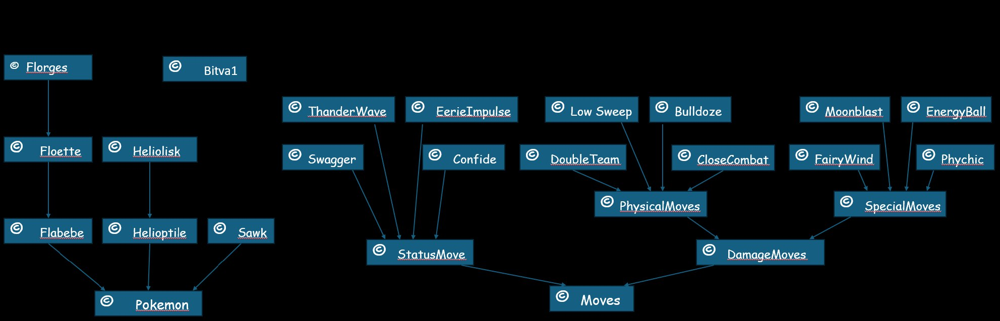 © Florges
© Bitva1
© ThanderWave
© EerieImpulse
© Low Sweep
© Bulldoze
© Moonblast
© EnergyBall
© Floette
© Heliolisk
© Swagger
© Confide
© DoubleTeam
© CloseCombat
© FairyWind
© Phychic
© PhysicalMoves
© SpecialMoves
© Flabebe
© Helioptile
© Sawk
© StatusMove
© DamageMoves
© Pokemon
© Moves